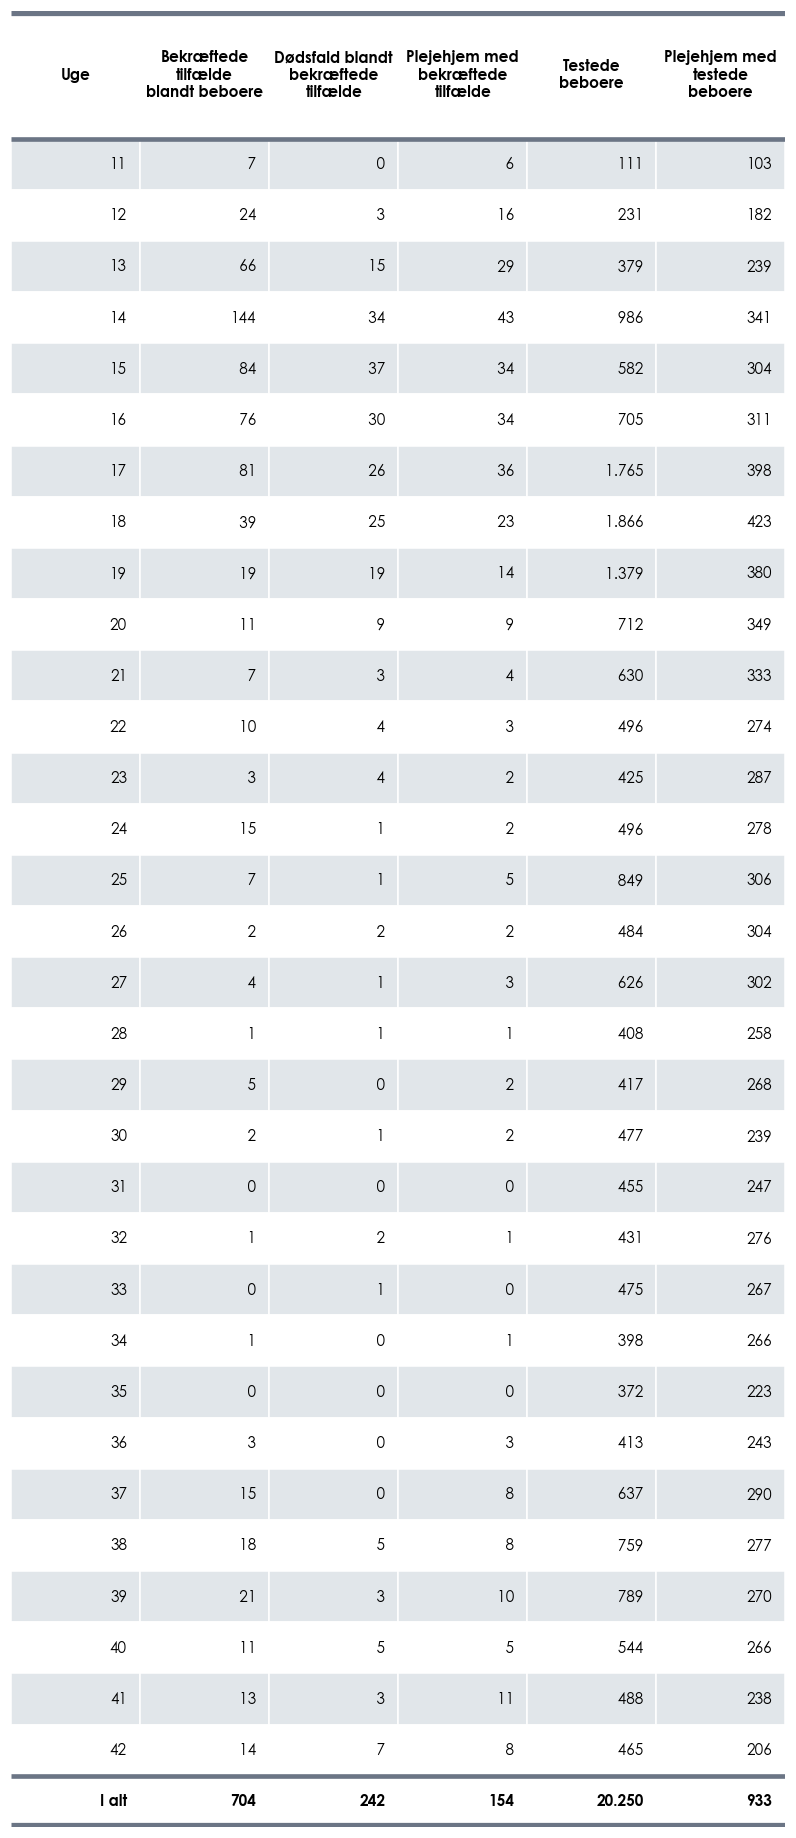 Uge Bekræftede tilfælde blandt beboere Dødsfald blandt bekræftede tilfælde Plejehjem med bekræftede tilfælde Testede beboere Plejehjem med testede beboere
11 7 0 6 111 103
12 24 3 16 231 182
13 66 15 29 379 239
14 144 34 43 986 341
15 84 37 34 582 304
16 76 30 34 705 311
17 81 26 36 1.765 398
18 39 25 23 1.866 423
19 19 19 14 1.379 380
20 11 9 9 712 349
21 7 3 4 630 333
22 10 4 3 496 274
23 3 4 2 425 287
24 15 1 2 496 278
25 7 1 5 849 306
26 2 2 2 484 304
27 4 1 3 626 302
28 1 1 1 408 258
29 5 0 2 417 268
30 2 1 2 477 239
31 0 0 0 455 247
32 1 2 1 431 276
33 0 1 0 475 267
34 1 0 1 398 266
35 0 0 0 372 223
36 3 0 3 413 243
37 15 0 8 637 290
38 18 5 8 759 277
39 21 3 10 789 270
40 11 5 5 544 266
41 13 3 11 488 238
42 14 7 8 465 206
I alt 704 242 154 20.250 933